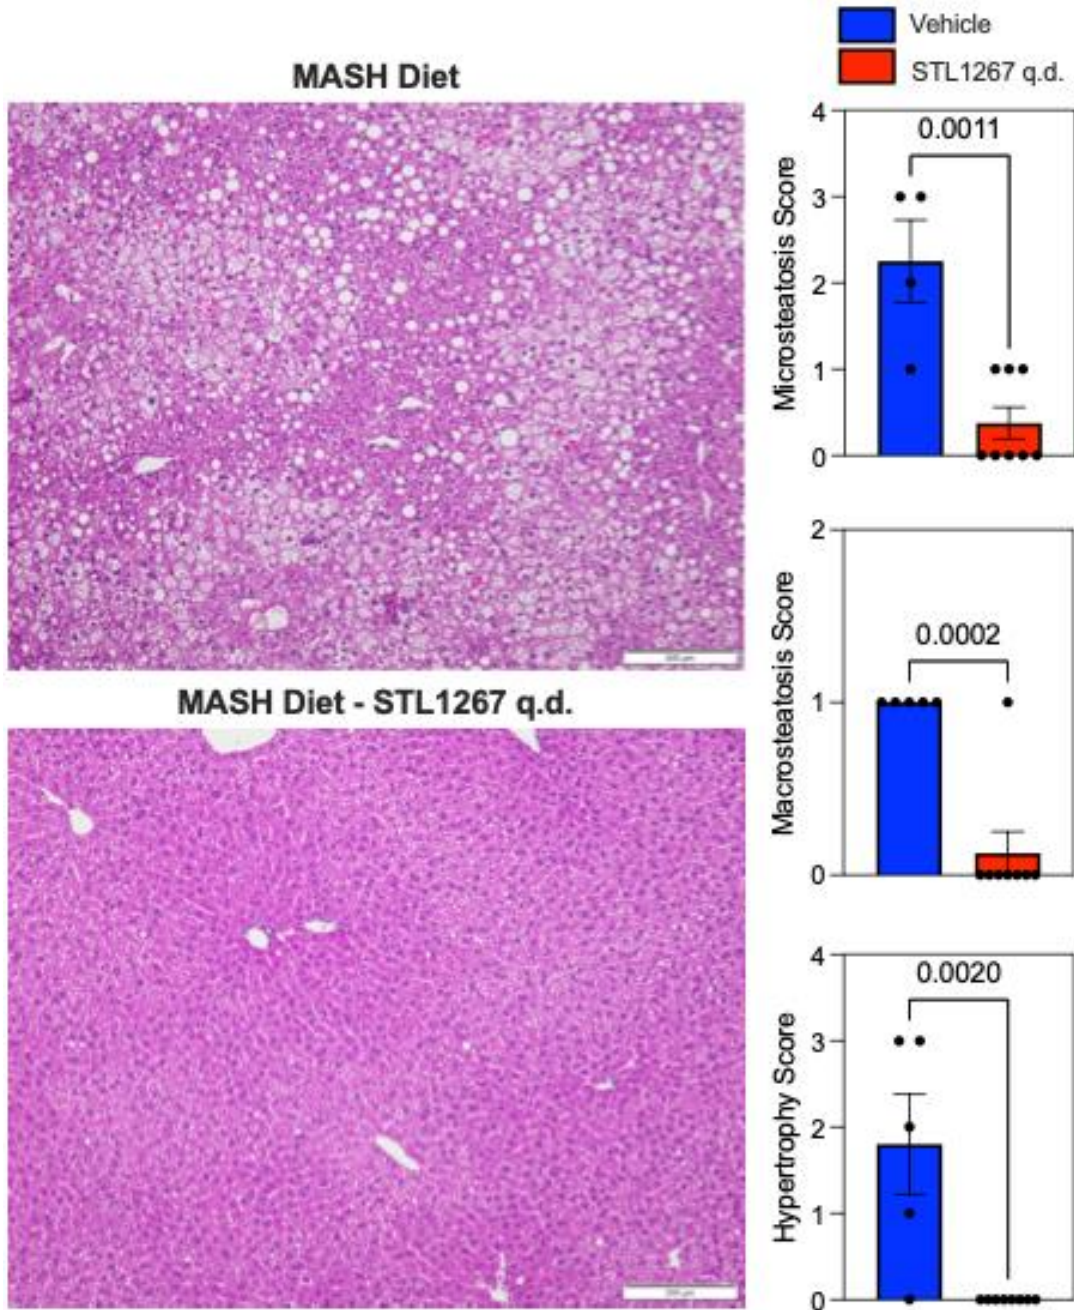 Vehicle
STL1267 q.d.
MASH Diet
MASH Diet - STL1267 q.d.
Microsteatosis Score
4
3
2
1
0
0.0011
Macrosteatosis Score
2
1
0
0.0002
Hypertrophy Score
4
3
2
1
0
0.0020